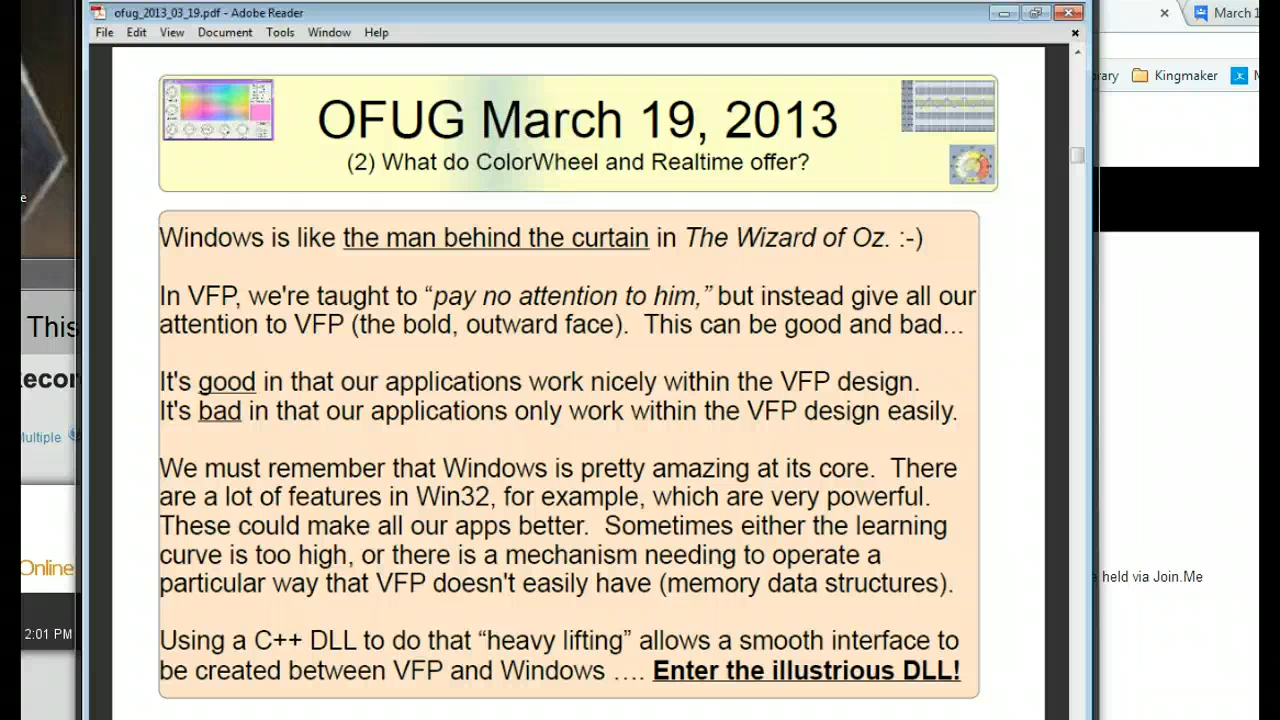 ofug_2013_03_19.pdf - Adobe Reader
March 1
File Edit View Document Tools Window Help
Kingmaker
OFUG March 19, 2013
(2) What do ColorWheel and Realtime offer?
Windows is like the man behind the curtain in The Wizard of Oz. :-)
In VFP, we're taught to “pay no attention to him,” but instead give all our
attention to VFP (the bold, outward face). This can be good and bad...
This
It's good in that our applications work nicely within the VFP design.
It's bad in that our applications only work within the VFP design easily.
Multiple
We must remember that Windows is pretty amazing at its core. There
are a lot of features in Win32, for example, which are very powerful.
These could make all our apps better. Sometimes either the learning
curve is too high, or there is a mechanism needing to operate a
particular way that VFP doesn't easily have (memory data structures).
Online
held via Join.Me
2:01 PM
Using a C++ DLL to do that “heavy lifting” allows a smooth interface to
be created between VFP and Windows …. Enter the illustrious DLL!